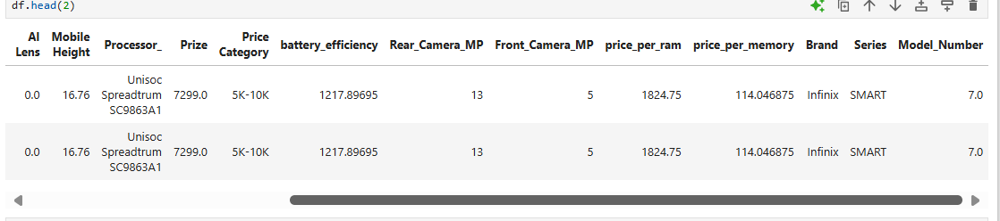 df.head(2)
AI Lens Mobile Height Processor_ Prize Price Category battery_efficiency Rear_Camera_MP Front_Camera_MP price_per_ram price_per_memory Brand Series Model_Number
0.0 16.76 Unisoc Spreadtrum SC9863A1 7299.0 5K-10K 1217.89695 13 5 1824.75 114.046875 Infinix SMART 7.0
0.0 16.76 Unisoc Spreadtrum SC9863A1 7299.0 5K-10K 1217.89695 13 5 1824.75 114.046875 Infinix SMART 7.0